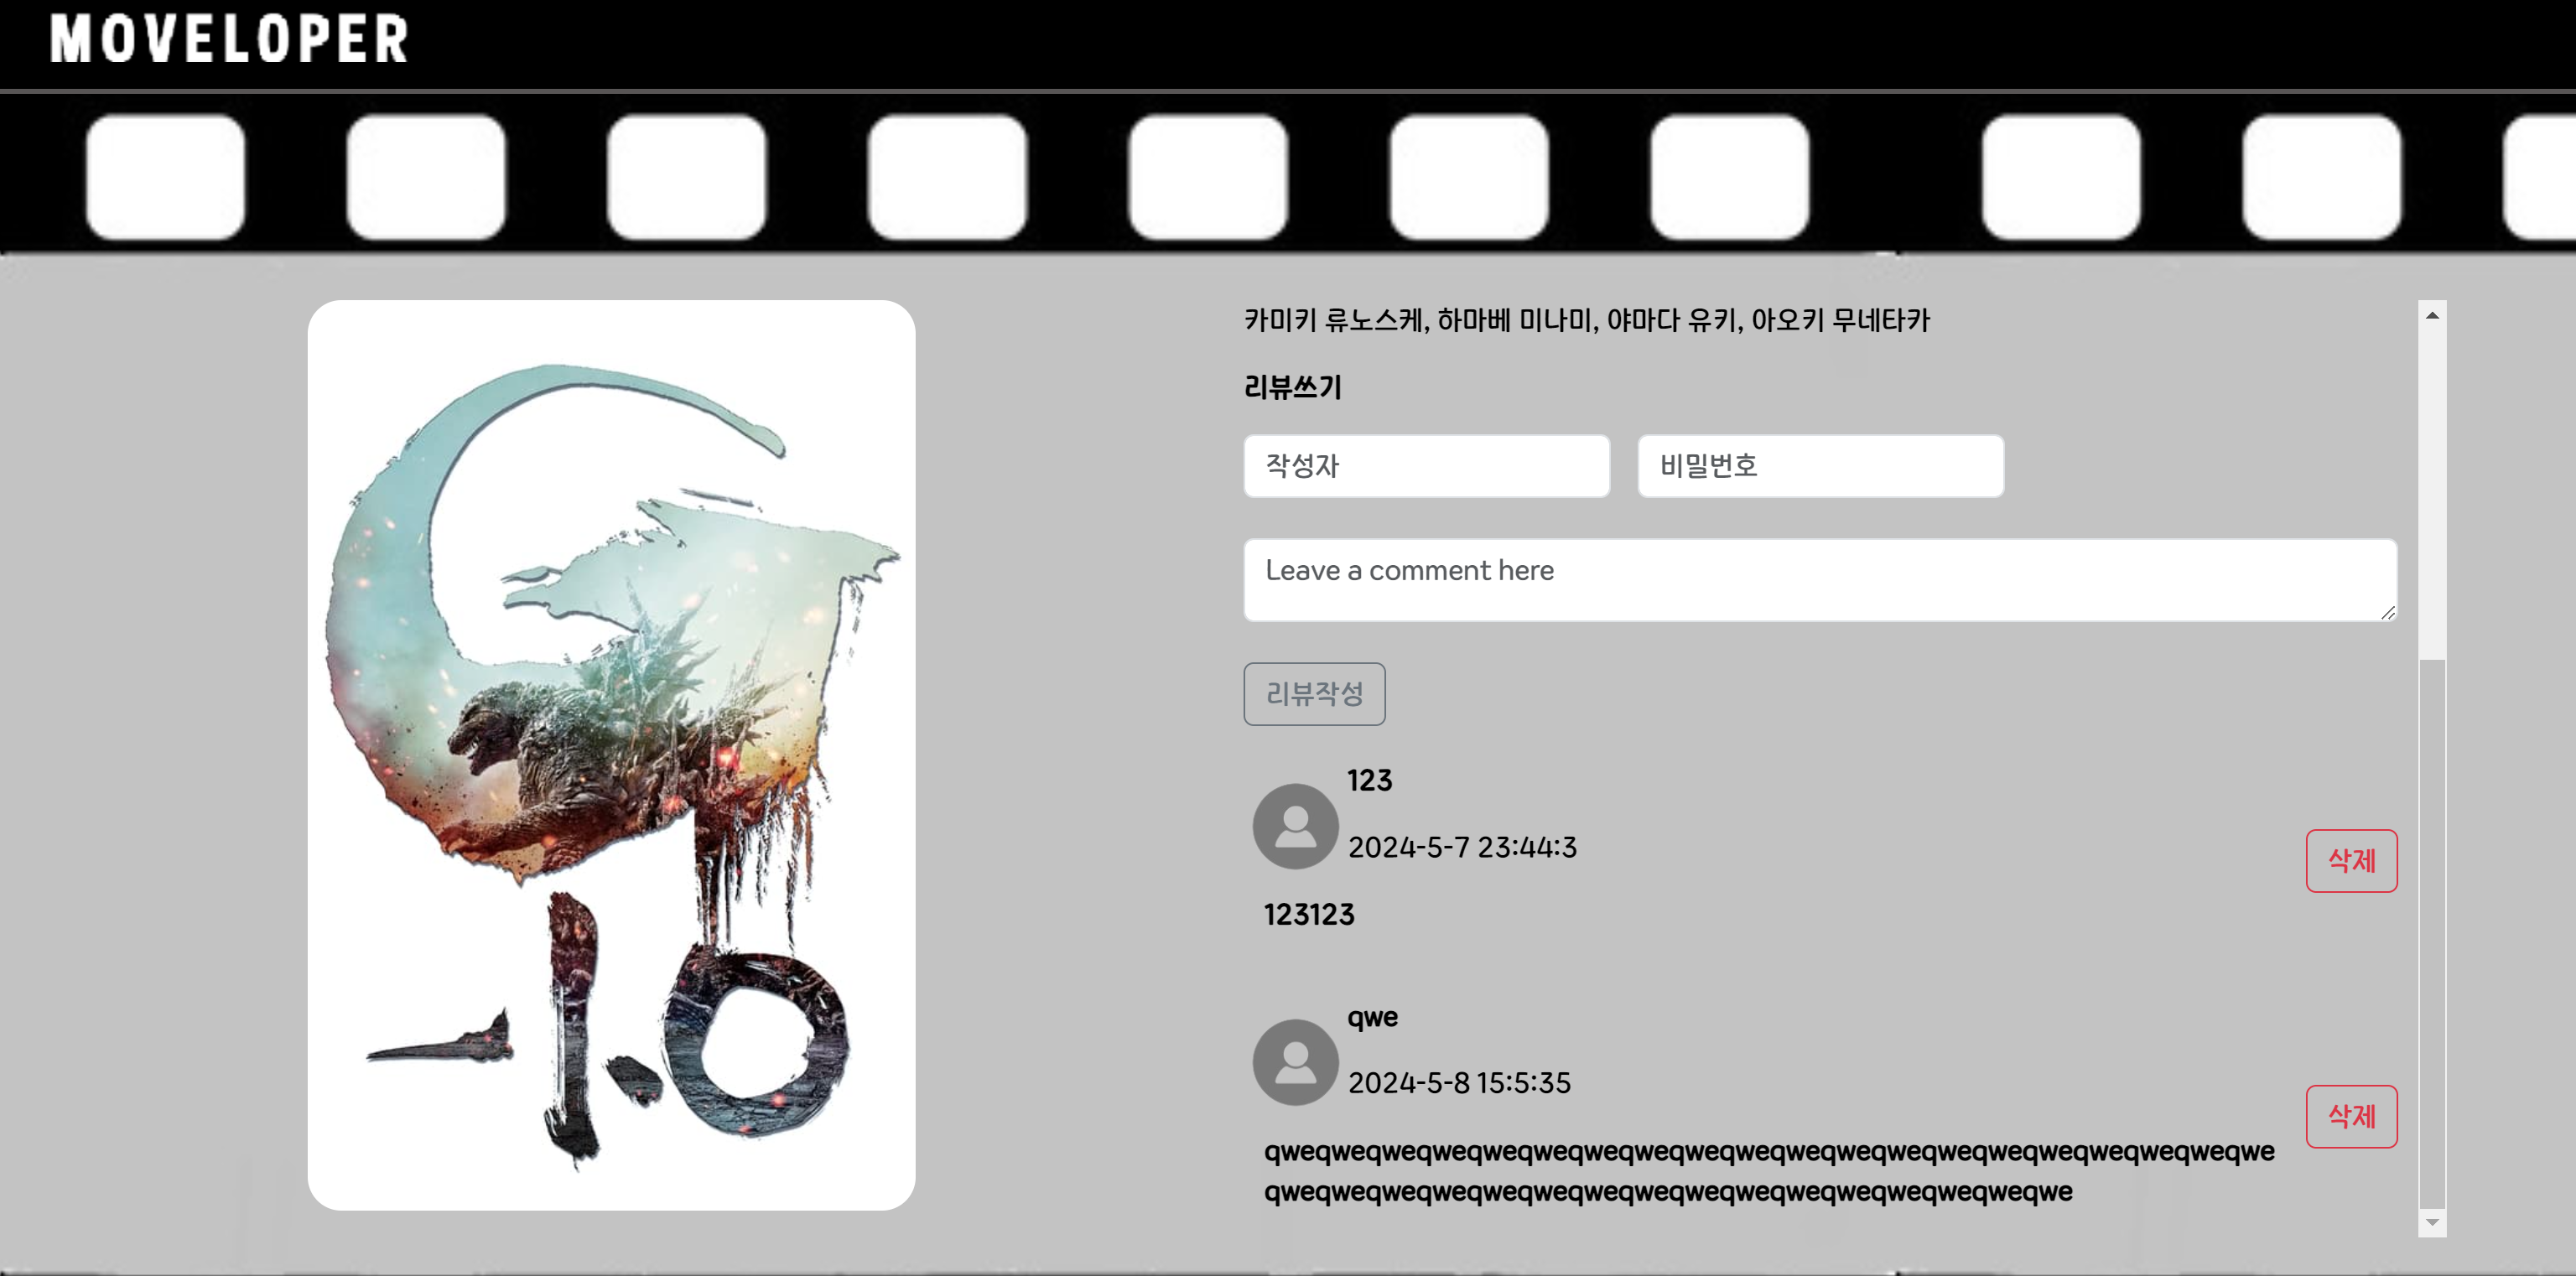 MOVELOPER
카미키 류노스케, 하마베 미나미, 야마다 유키, 아오키 무네타카
리뷰쓰기
작성자 비밀번호
Leave a comment here
리뷰작성
123
2024-5-7 23:44:3
삭제
123123
qwe
2024-5-8 15:5:35
삭제
qweqweqweqweqweqweqweqweqweqweqweqweqweqweqweqweqweqweqweqwe
qweqweqweqweqweqweqweqweqweqweqweqweqweqweqweqwe
-1.0